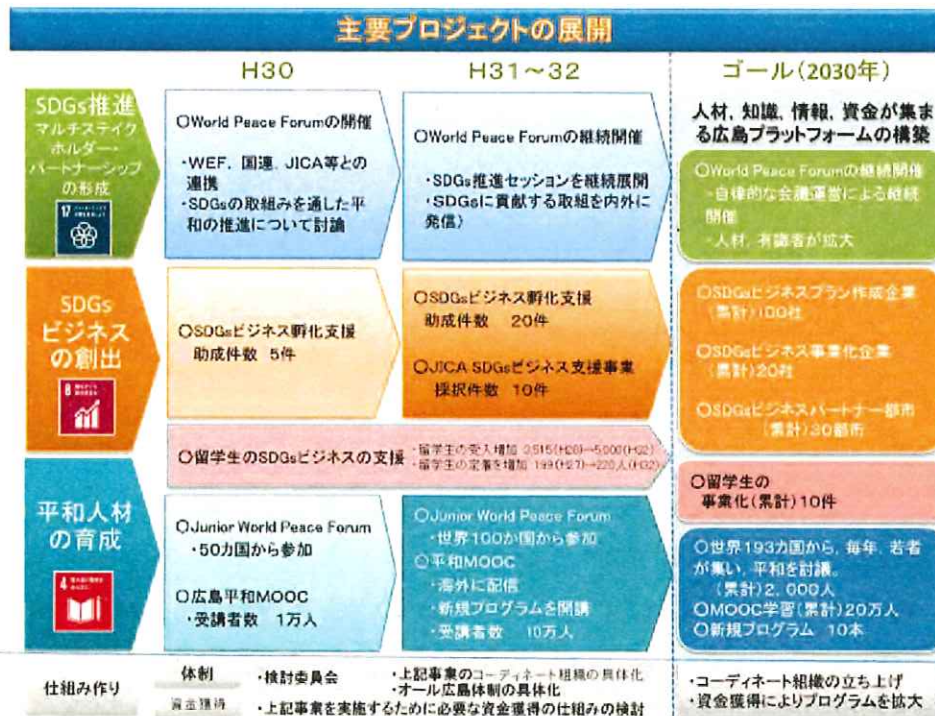 主要プロジェクトの展開
H30
H31～32
ゴール(2030年)
SDGs推進
マルチステイク
ホルダー・
パートナーシップ
の形成
17
○World Peace Forumの開催
・WEF, 国連, JICA等との
連携
・SDGsの取組みを通した平
和の推進について討論
○World Peace Forumの継続開催
・SDGs推進セッションを継続展開
・SDGsに貢献する取組を内外に
発信)
人材, 知識, 情報, 資金が集ま
る広島プラットフォームの構築
○World Peace Forumの継続開催
・自律的な会議運営による継続
開催
・人材, 有識者が拡大
SDGs
ビジネス
の創出
8
○SDGsビジネス孵化支援
助成件数 5件
○SDGsビジネス孵化支援
助成件数 20件
○JICA SDGsビジネス支援事業
採択件数 10件
○SDGsビジネスプラン作成企業
(累計)100社
○SDGsビジネス事業化企業
(累計)20社
○SDGsビジネスパートナー都市
(累計)30都市
○留学生のSDGsビジネスの支援
・留学生の受入増加
・留学生の定着を増加 199(H27)→220人(H32)
○留学生の
事業化(累計)10件
平和人材
の育成
4
○Junior World Peace Forum
・50カ国から参加
○広島平和MOOC
・受講者数 1万人
○Junior World Peace Forum
・世界100か国から参加
○平和MOOC
・海外に配信
・新規プログラムを開講
・受講者数 10万人
○世界193カ国から, 毎年, 若者
が集い, 平和を討議。
(累計)2,000人
○MOOC学習(累計)20万人
○新規プログラム 10本
仕組み作り
体制
・検討委員会
・上記事業のコーディネート組織の具体化
・オール広島体制の具体化
資金獲得
・上記事業を実施するために必要な資金獲得の仕組みの検討
・コーディネート組織の立ち上げ
・資金獲得によりプログラムを拡大